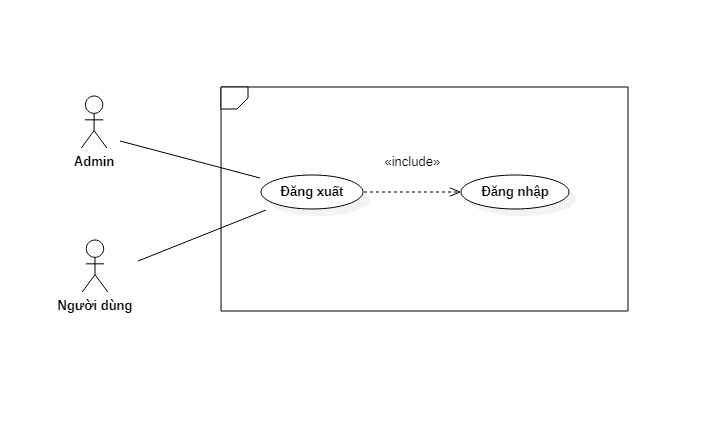 Admin
«include»
Đăng xuất
Đăng nhập
Người dùng